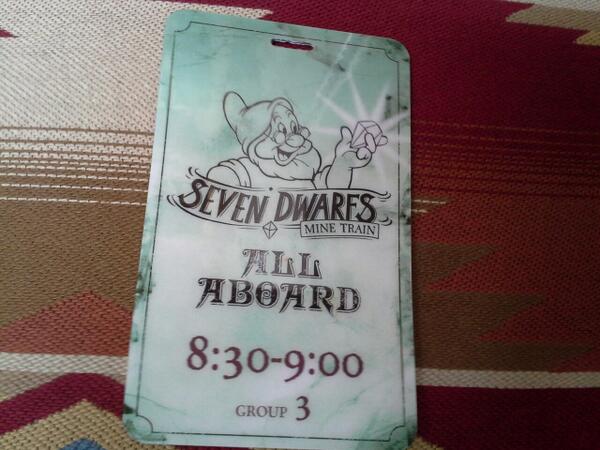 SEVEN DWARFS
MINE TRAIN
ALL
ABOARD
8:30-9:00
GROUP 3